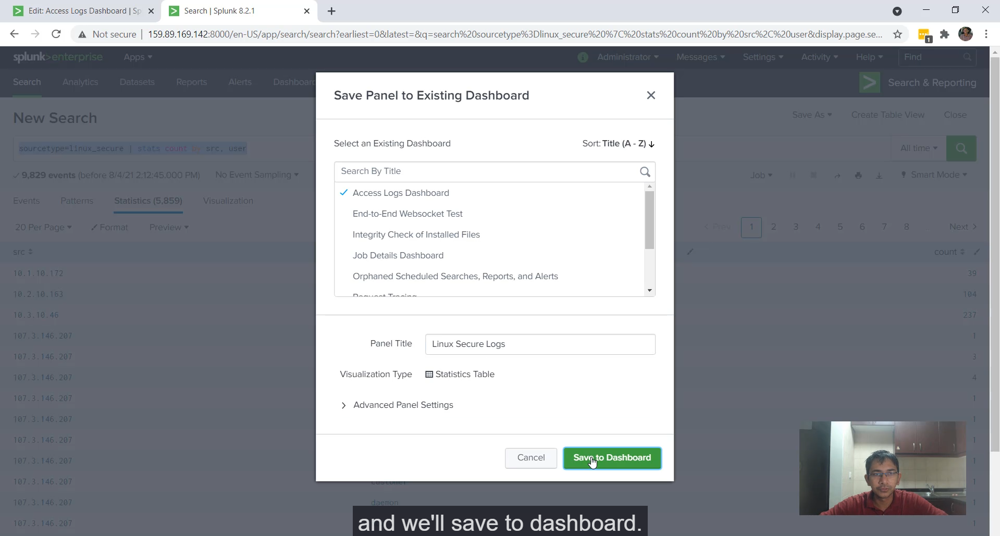 Edit: Access Logs Dashboard | Sp
Search | Splunk 8.2.1
Not secure | 159.89.169.142:8000/en-US/app/search/search?earliest=0&latest=&q=search%20sourcetype%3Dlinux_secure%20%7C%20stats%20count%20by%20src%2C%20user&display.page.se...
1
splunk>enterprise Apps
i Administrator Messages Settings Activity Help Find
Search Analytics Datasets Reports Alerts Dashboard
Search & Reporting
New Search
Save As Create Table View Close
sourcetype=linux_secure | stats count by src, user
All time
9,829 events (before 8/4/21 2:12:45.000 PM) No Event Sampling
Job Smart Mode
Events Patterns Statistics (5,859) Visualization
20 Per Page Format Preview
< Prev 1 2 3 4 5 6 7 8 ... Next >
src
count
10.1.10.172 39
10.2.10.163 104
10.3.10.46 237
107.3.146.207 1
107.3.146.207 3
107.3.146.207 4
107.3.146.207 1
107.3.146.207 1
107.3.146.207 1
107.3.146.207 1
107.3.146.207 customer 1
107.3.146.207 daemon 1
107.3.146.207 1
Save Panel to Existing Dashboard
Select an Existing Dashboard
Sort: Title (A - Z)
Search By Title
Access Logs Dashboard
End-to-End Websocket Test
Integrity Check of Installed Files
Job Details Dashboard
Orphaned Scheduled Searches, Reports, and Alerts
Request Tracing
Panel Title Linux Secure Logs
Visualization Type Statistics Table
Advanced Panel Settings
Cancel Save to Dashboard
and we'll save to dashboard.